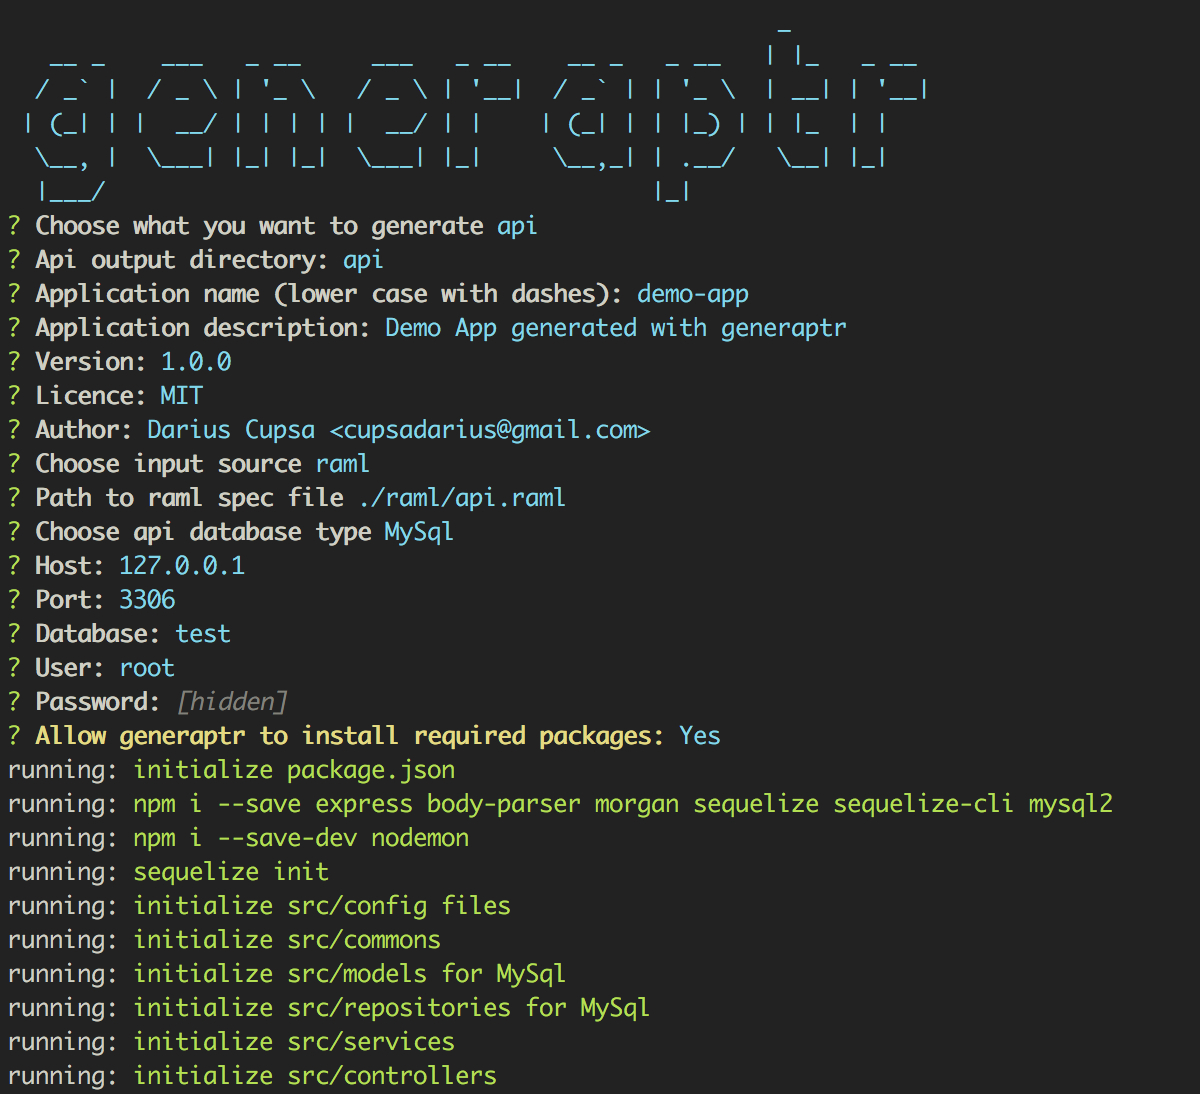 generaptr
? Choose what you want to generate api
? Api output directory: api
? Application name (lower case with dashes): demo-app
? Application description: Demo App generated with generaptr
? Version: 1.0.0
? Licence: MIT
? Author: Darius Cupsa <cupsadarius@gmail.com>
? Choose input source raml
? Path to raml spec file ./raml/api.raml
? Choose api database type MySql
? Host: 127.0.0.1
? Port: 3306
? Database: test
? User: root
? Password: [hidden]
? Allow generaptr to install required packages: Yes
running: initialize package.json
running: npm i --save express body-parser morgan sequelize sequelize-cli mysql2
running: npm i --save-dev nodemon
running: sequelize init
running: initialize src/config files
running: initialize src/commons
running: initialize src/models for MySql
running: initialize src/repositories for MySql
running: initialize src/services
running: initialize src/controllers